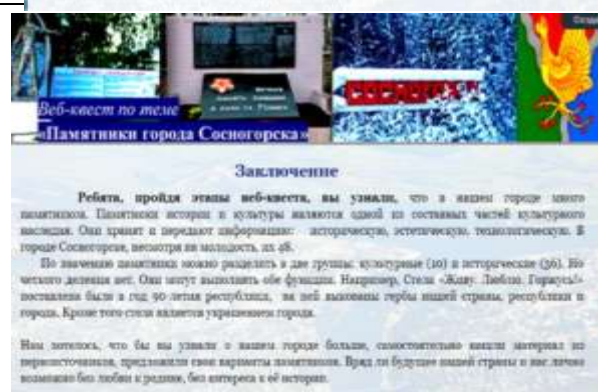 СОСНОГОРСК
Веб-квест по теме
«Памятники города Сосногорска»
Заключение
Ребята, пройдя этапы веб-квеста, вы узнали, что в нашем городе много
памятников. Памятники истории и культуры являются одной из составных частей культурного
наследия. Они хранят и передают информацию: историческую, эстетическую, технологическую. В
городе Сосногорске, несмотря на молодость, их 48.
По значению памятники можно разделить в две группы: культурные (10) и исторические (36). Но
четкого деления нет. Они могут выполнять обе функции. Например, Стела «Живу. Люблю. Горжусь!»
поставлена была в год 90-летия республики, на ней выкованы гербы нашей страны, республики и
города. Кроме того стела является украшением города.
Нам хотелось, что бы вы узнали о нашем городе больше, самостоятельно нашли материал из
первоисточников, предложили свои варианты памятников. Вряд ли будущее нашей страны и нас лично
возможно без любви к родине, без интереса к её истории.